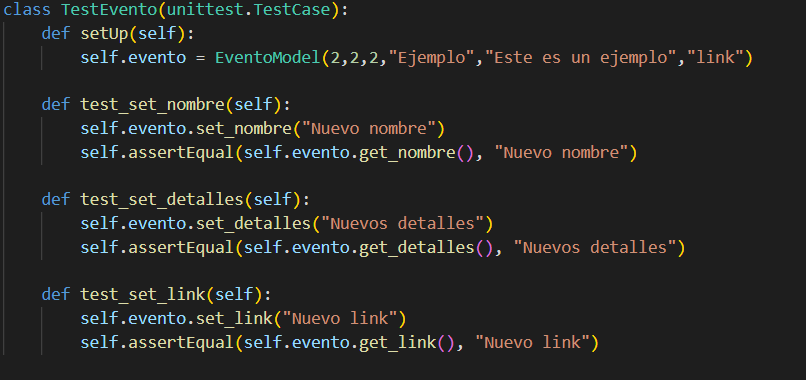 class TestEvento(unittest.TestCase):
    def setUp(self):
        self.evento = EventoModel(2,2,2,"Ejemplo","Este es un ejemplo","link")

    def test_set_nombre(self):
        self.evento.set_nombre("Nuevo nombre")
        self.assertEqual(self.evento.get_nombre(), "Nuevo nombre")

    def test_set_detalles(self):
        self.evento.set_detalles("Nuevos detalles")
        self.assertEqual(self.evento.get_detalles(), "Nuevos detalles")

    def test_set_link(self):
        self.evento.set_link("Nuevo link")
        self.assertEqual(self.evento.get_link(), "Nuevo link")